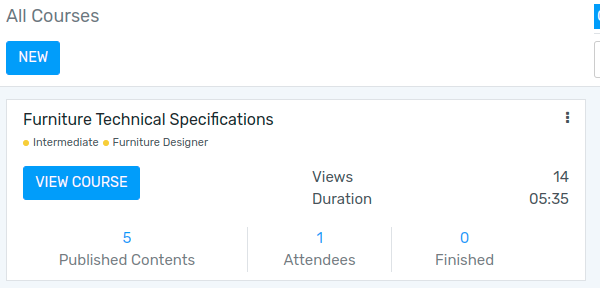 All Courses
NEW
Furniture Technical Specifications
Intermediate Furniture Designer
VIEW COURSE
Views 14
Duration 05:35
5 1 0
Published Contents Attendees Finished